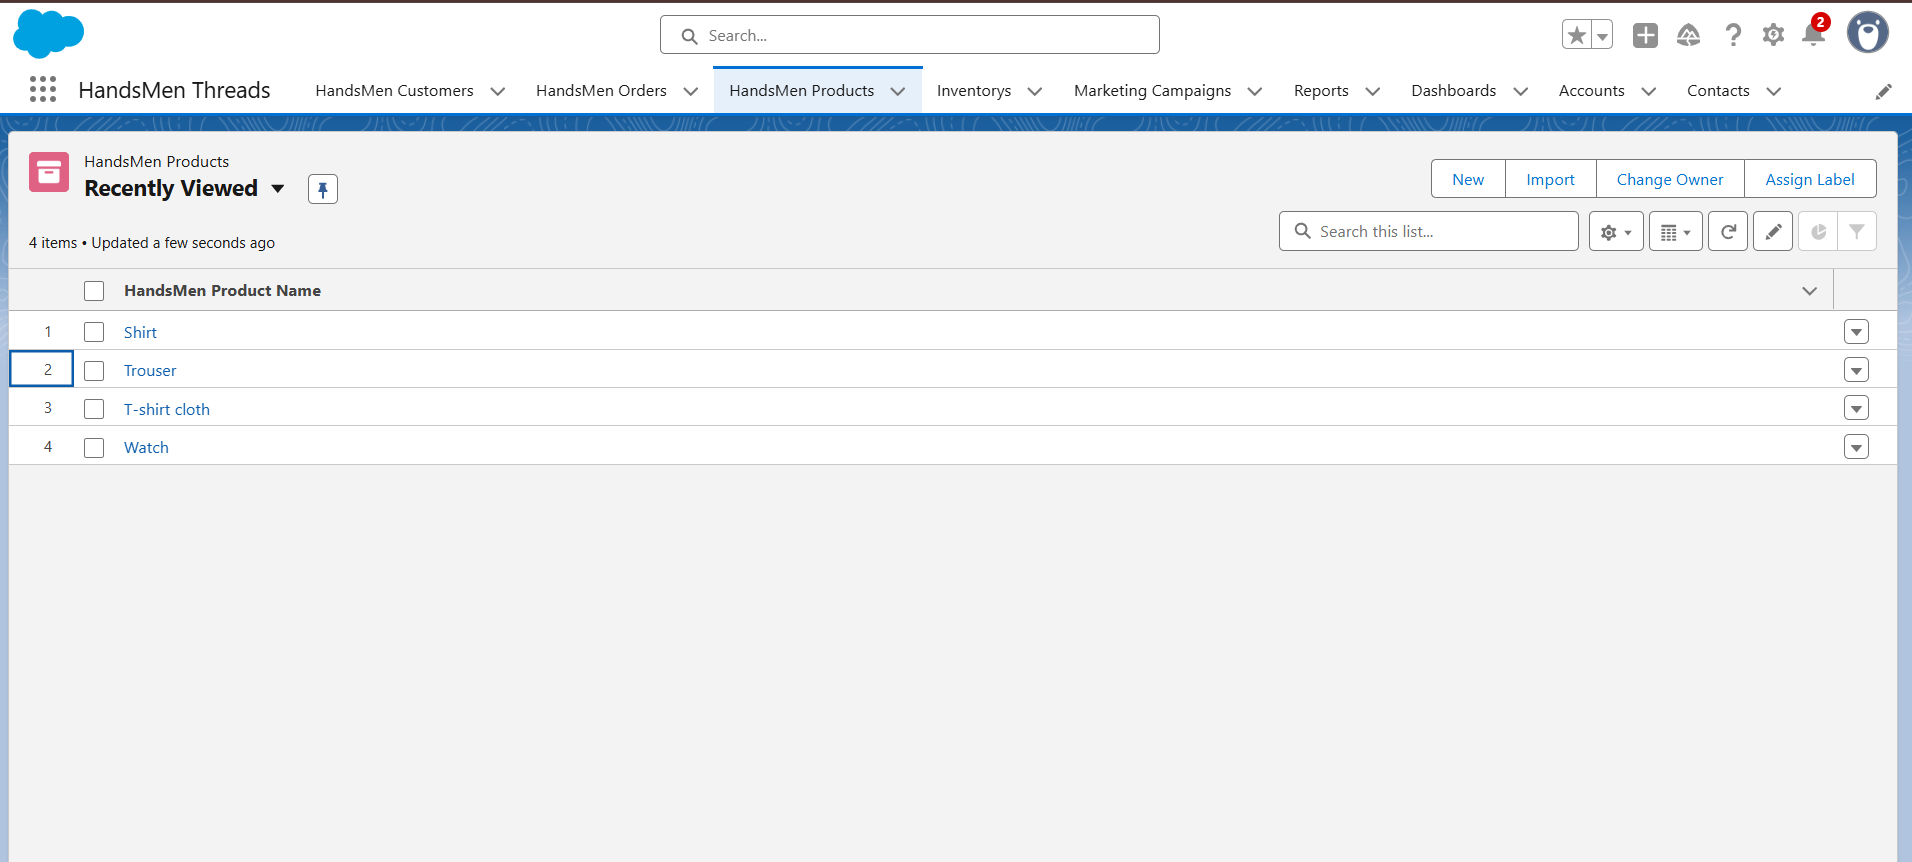 Search...
2
HandsMen Threads HandsMen Customers HandsMen Orders HandsMen Products Inventorys Marketing Campaigns Reports Dashboards Accounts Contacts
HandsMen Products
Recently Viewed
New Import Change Owner Assign Label
4 items • Updated a few seconds ago
Search this list...
HandsMen Product Name
1 Shirt
2 Trouser
3 T-shirt cloth
4 Watch